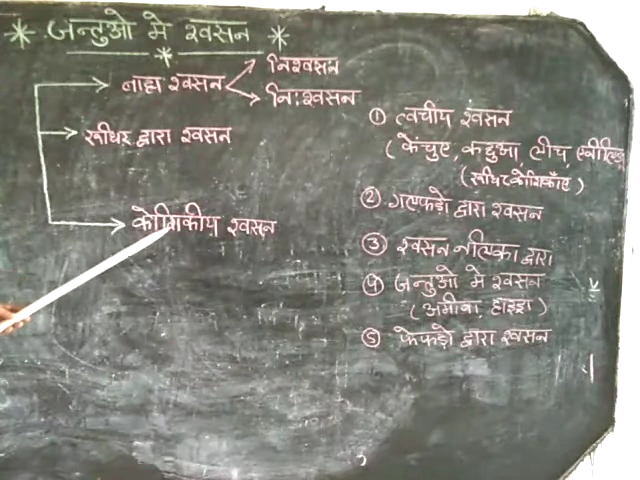 * जन्तुओ मे श्वसन *
*
नाह्य श्वसन
निश्वसन
नि:श्वसन
रूधिर द्वारा श्वसन
कोशिकीय श्वसन
① त्वचीय श्वसन
( केंचुए, कछुआ, लीच,
(रूधिर कोशिकाँए)
② गलफड़ो द्वारा श्वसन
③ श्वसन नलिका द्वारा
④ जन्तुओ मे श्वसन
( अमीबा, हाइड्रा )
⑤ फेफड़ो द्वारा श्वसन